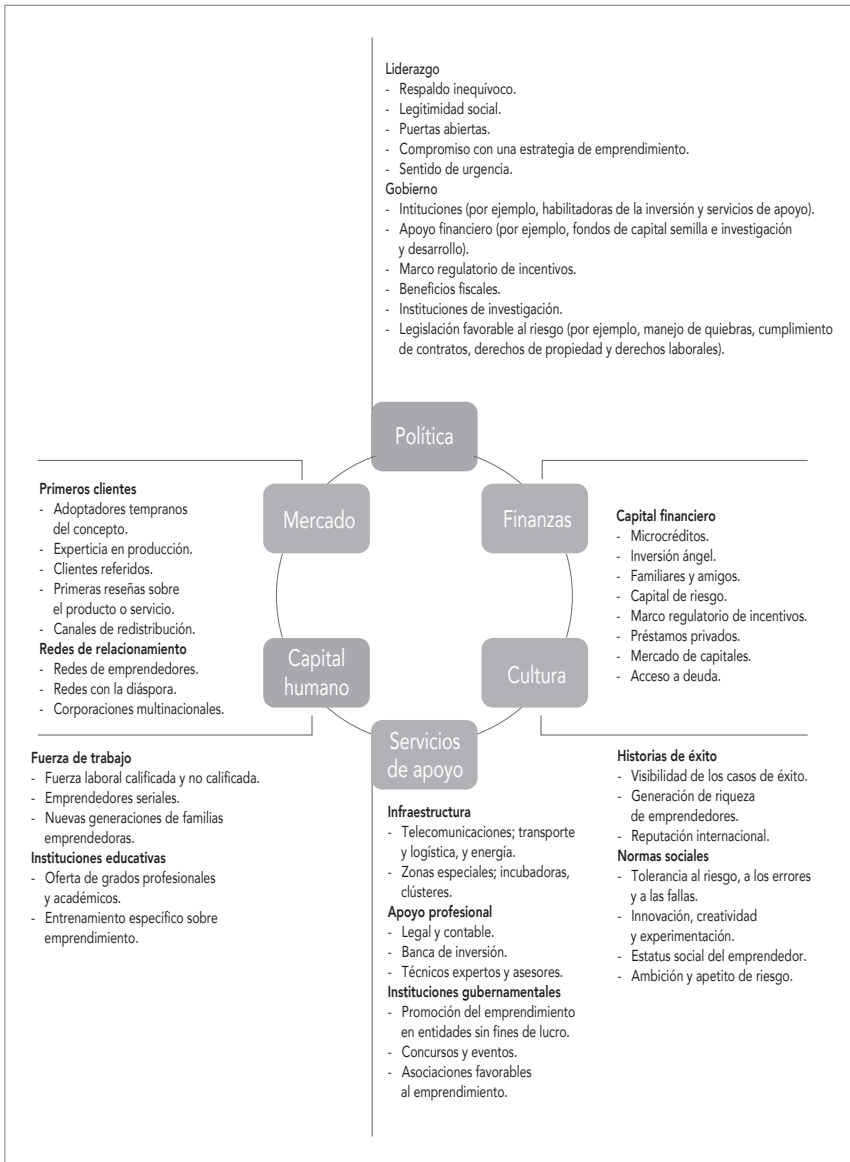 Liderazgo
- Respaldo inequívoco.
- Legitimidad social.
- Puertas abiertas.
- Compromiso con una estrategia de emprendimiento.
- Sentido de urgencia.
Gobierno
- Intituciones (por ejemplo, habilitadoras de la inversión y servicios de apoyo).
- Apoyo financiero (por ejemplo, fondos de capital semilla e investigación
y desarrollo).
- Marco regulatorio de incentivos.
- Beneficios fiscales.
- Instituciones de investigación.
- Legislación favorable al riesgo (por ejemplo, manejo de quiebras, cumplimiento
de contratos, derechos de propiedad y derechos laborales).
Política
Mercado
Finanzas
Primeros clientes
- Adoptadores tempranos
del concepto.
- Experticia en producción.
- Clientes referidos.
- Primeras reseñas sobre
el producto o servicio.
- Canales de redistribución.
Redes de relacionamiento
- Redes de emprendedores.
- Redes con la diáspora.
- Corporaciones multinacionales.
Capital financiero
- Microcréditos.
- Inversión ángel.
- Familiares y amigos.
- Capital de riesgo.
- Marco regulatorio de incentivos.
- Préstamos privados.
- Mercado de capitales.
- Acceso a deuda.
Capital
humano
Cultura
Servicios
de apoyo
Fuerza de trabajo
- Fuerza laboral calificada y no calificada.
- Emprendedores seriales.
- Nuevas generaciones de familias
emprendedoras.
Instituciones educativas
- Oferta de grados profesionales
y académicos.
- Entrenamiento específico sobre
emprendimiento.
Infraestructura
- Telecomunicaciones; transporte
y logística, y energía.
- Zonas especiales; incubadoras,
clústeres.
Apoyo profesional
- Legal y contable.
- Banca de inversión.
- Técnicos expertos y asesores.
Instituciones gubernamentales
- Promoción del emprendimiento
en entidades sin fines de lucro.
- Concursos y eventos.
- Asociaciones favorables
al emprendimiento.
Historias de éxito
- Visibilidad de los casos de éxito.
- Generación de riqueza
de emprendedores.
- Reputación internacional.
Normas sociales
- Tolerancia al riesgo, a los errores
y a las fallas.
- Innovación, creatividad
y experimentación.
- Estatus social del emprendedor.
- Ambición y apetito de riesgo.